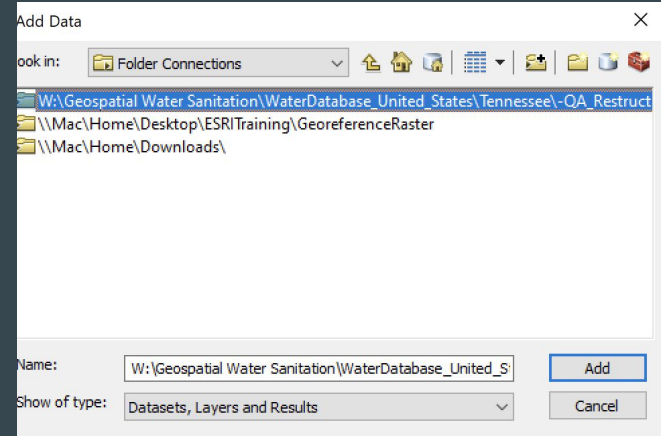 Add Data
ook in: Folder Connections
W:\Geospatial Water Sanitation\WaterDatabase_United_States\Tennessee\-QA_Restruct
\\Mac\Home\Desktop\ESRITraining\GeoreferenceRaster
\\Mac\Home\Downloads\
Name: W:\Geospatial Water Sanitation\WaterDatabase_United_S Add
Show of type: Datasets, Layers and Results Cancel